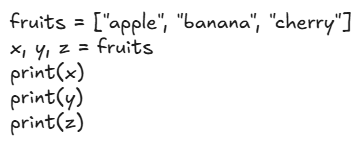 fruits = ["apple", "banana", "cherry"]
x, y, z = fruits
print(x)
print(y)
print(z)